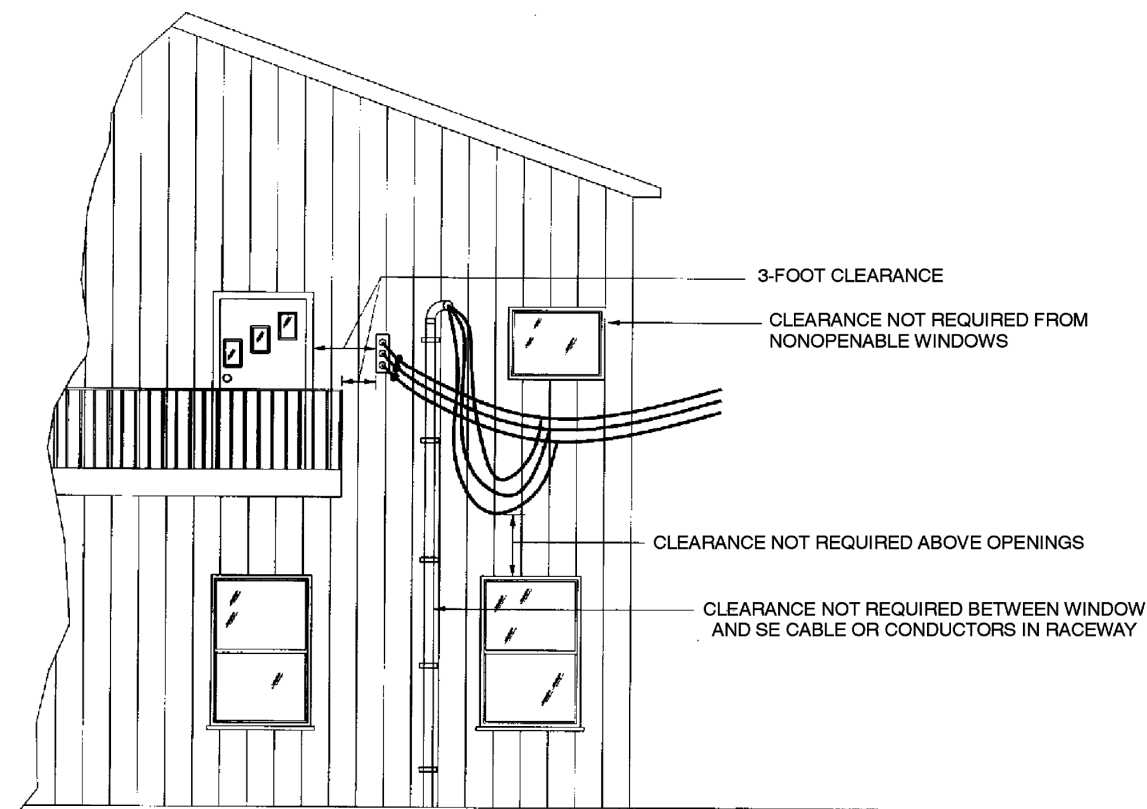 3-FOOT CLEARANCE
CLEARANCE NOT REQUIRED FROM
NONOPENABLE WINDOWS
CLEARANCE NOT REQUIRED ABOVE OPENINGS
CLEARANCE NOT REQUIRED BETWEEN WINDOW
AND SE CABLE OR CONDUCTORS IN RACEWAY